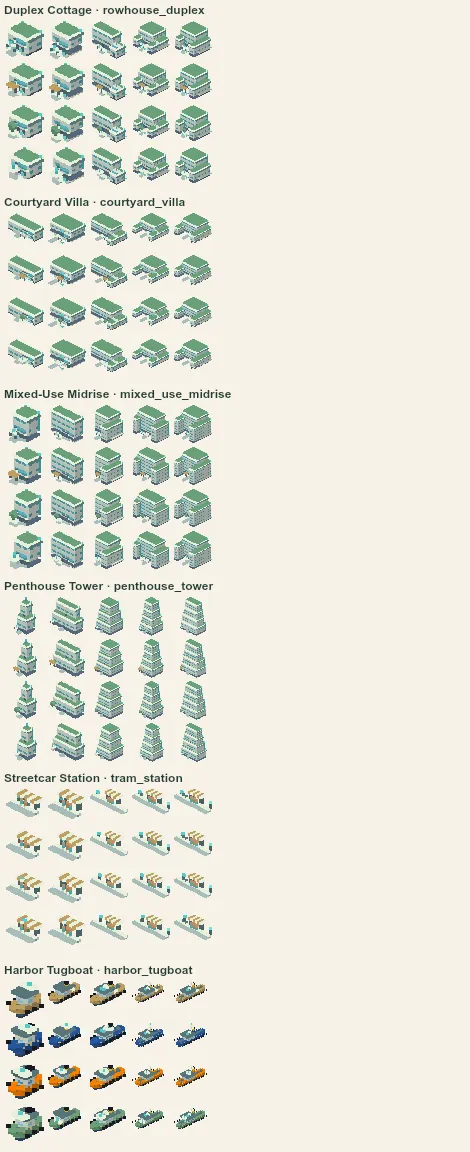 Duplex Cottage · rowhouse_duplex
Courtyard Villa · courtyard_villa
Mixed-Use Midrise · mixed_use_midrise
Penthouse Tower · penthouse_tower
Streetcar Station · tram_station
Harbor Tugboat · harbor_tugboat